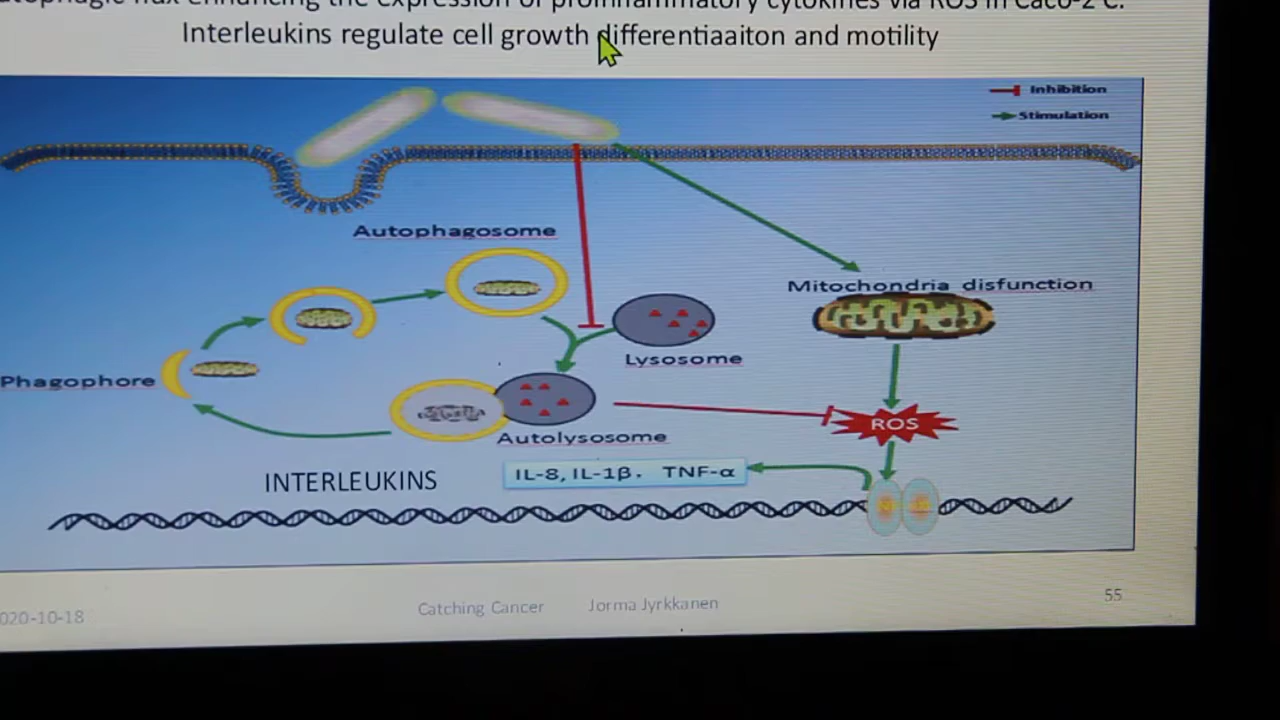 autophagic flux enhancing the expression of proinflammatory cytokines via ROS in Caco-2 C.
Interleukins regulate cell growth differentiaaiton and motility
Inhibition
Stimulation
Autophagosome
Mitochondria disfunction
Lysosome
Phagophore
ROS
Autolysosome
INTERLEUKINS
IL-8, IL-1β. TNF-α
020-10-18
Catching Cancer Jorma Jyrkkanen
55